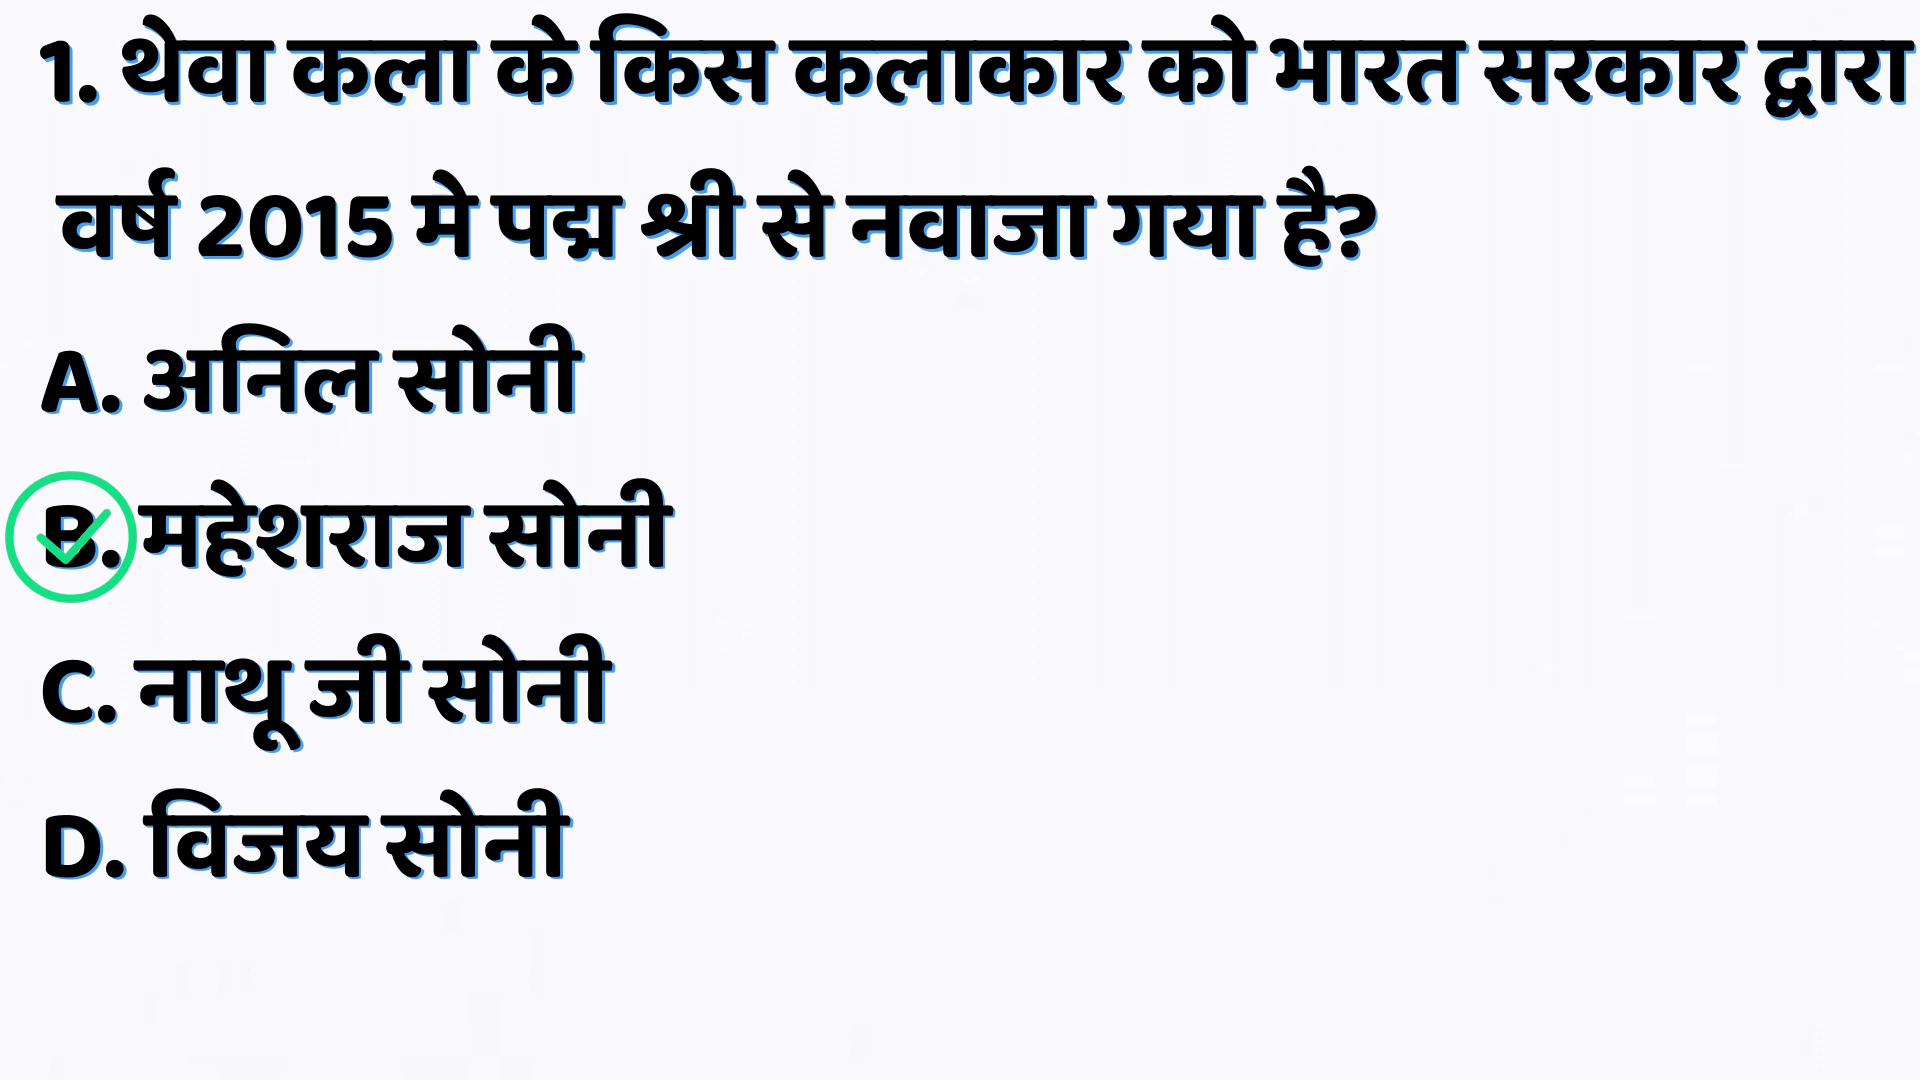 1. थेवा कला के किस कलाकार को भारत सरकार द्वारा
वर्ष 2015 मे पद्म श्री से नवाजा गया है?
A. अनिल सोनी
B. महेशराज सोनी
C. नाथू जी सोनी
D. विजय सोनी